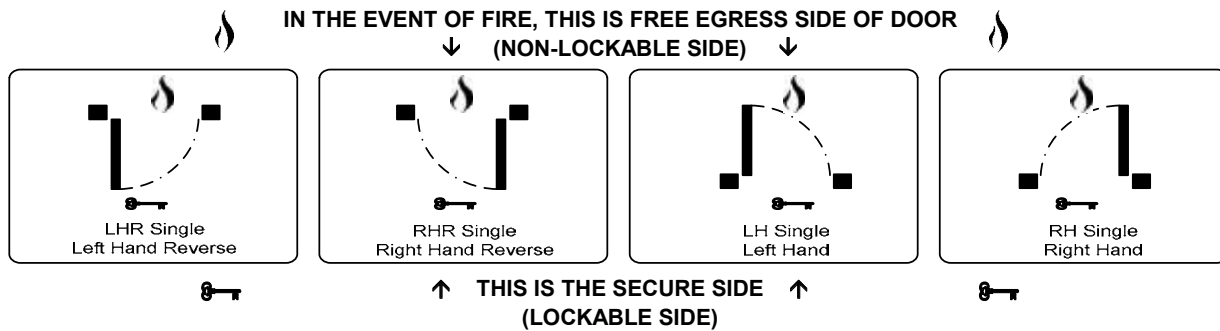 IN THE EVENT OF FIRE, THIS IS FREE EGRESS SIDE OF DOOR
(NON-LOCKABLE SIDE)
LHR Single
Left Hand Reverse
RHR Single
Right Hand Reverse
LH Single
Left Hand
RH Single
Right Hand
THIS IS THE SECURE SIDE
(LOCKABLE SIDE)